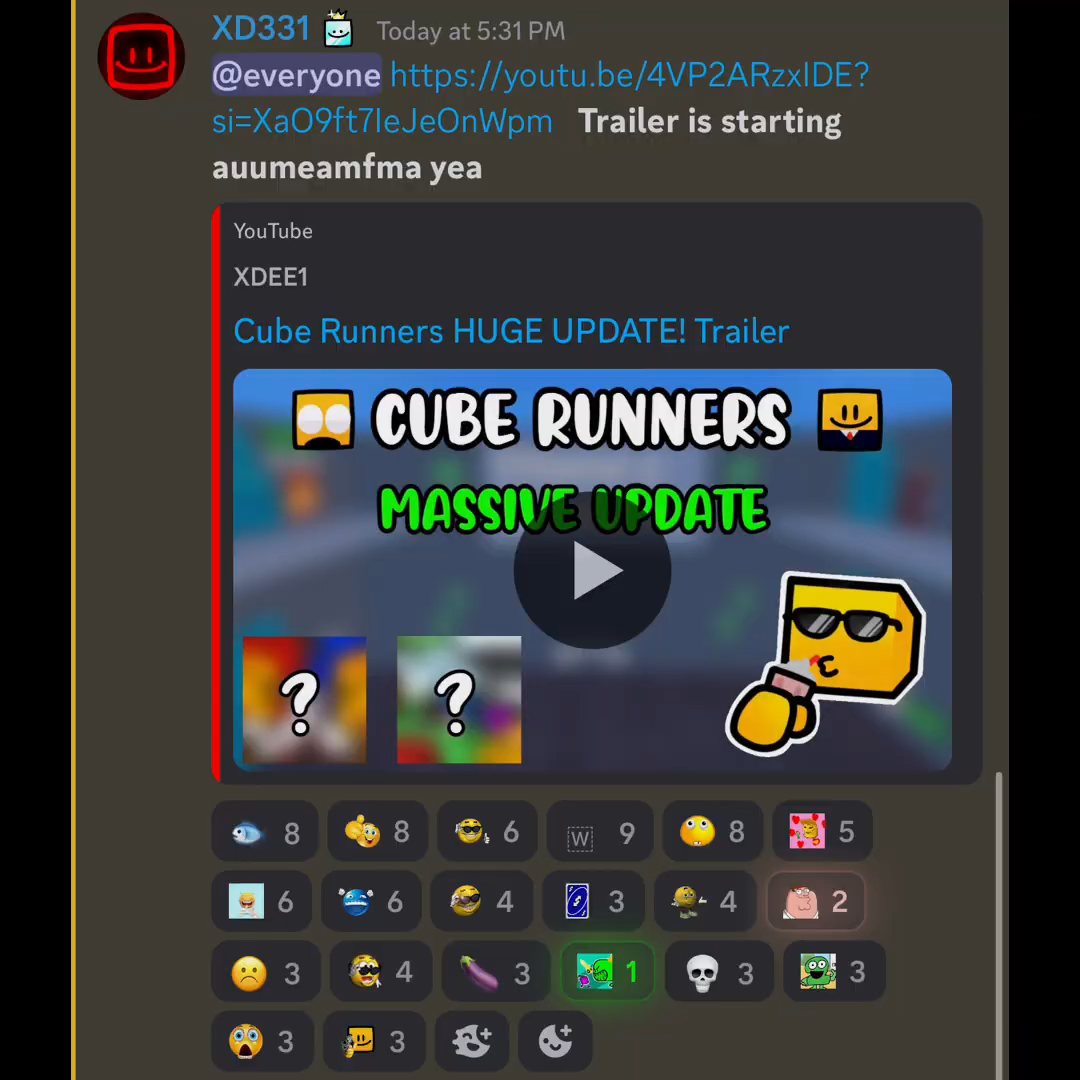 XD331 Today at 5:31 PM
@everyone https://youtu.be/4VP2ARzxIDE?
si=XaO9ft7IeJeOnWpm Trailer is starting
auumeamfma yea
YouTube
XDEE1
Cube Runners HUGE UPDATE! Trailer
CUBE RUNNERS
MASSIVE UPDATE
? ?
8 8 6 W 9 8 5
6 6 4 3 4 2
3 4 3 1 3 3
3 3